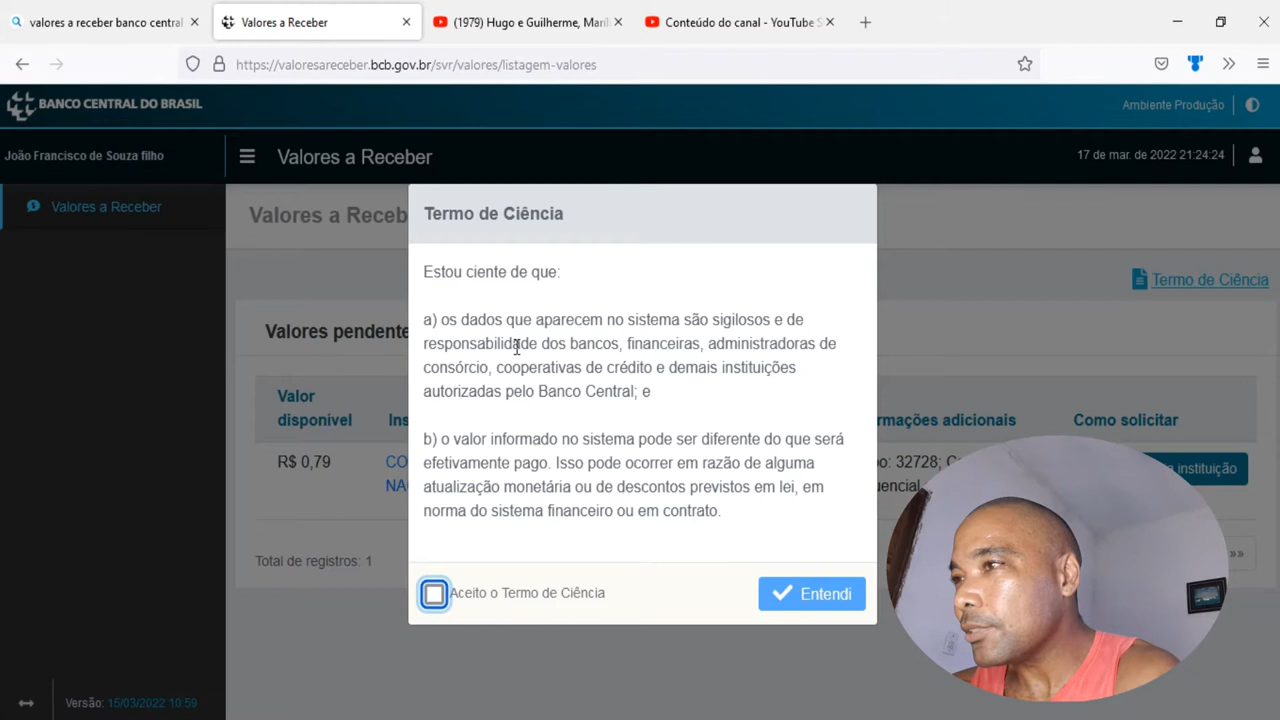 valores a receber banco central
Valores a Receber
(1979) Hugo e Guilherme, Marí
Conteúdo do canal - YouTube S
https://valoresareceber.bcb.gov.br/svr/valores/listagem-valores
BANCO CENTRAL DO BRASIL
Ambiente Produção
João Francisco de Souza filho
Valores a Receber
17 de mar. de 2022 21:24:24
Valores a Receber
Valores a Receb
Termo de Ciência
Termo de Ciência
Estou ciente de que:
a) os dados que aparecem no sistema são sigilosos e de
responsabilidade dos bancos, financeiras, administradoras de
consórcio, cooperativas de crédito e demais instituições
autorizadas pelo Banco Central; e
b) o valor informado no sistema pode ser diferente do que será
efetivamente pago. Isso pode ocorrer em razão de alguma
atualização monetária ou de descontos previstos em lei, em
norma do sistema financeiro ou em contrato.
Aceito o Termo de Ciência
Entendi
Valores pendente
Valor
disponível
Ins
rmações adicionais
Como solicitar
R$ 0,79
CO
NA
po: 32728; C
uencial
a instituição
Total de registros: 1
»»
Versão: 15/03/2022 10:59